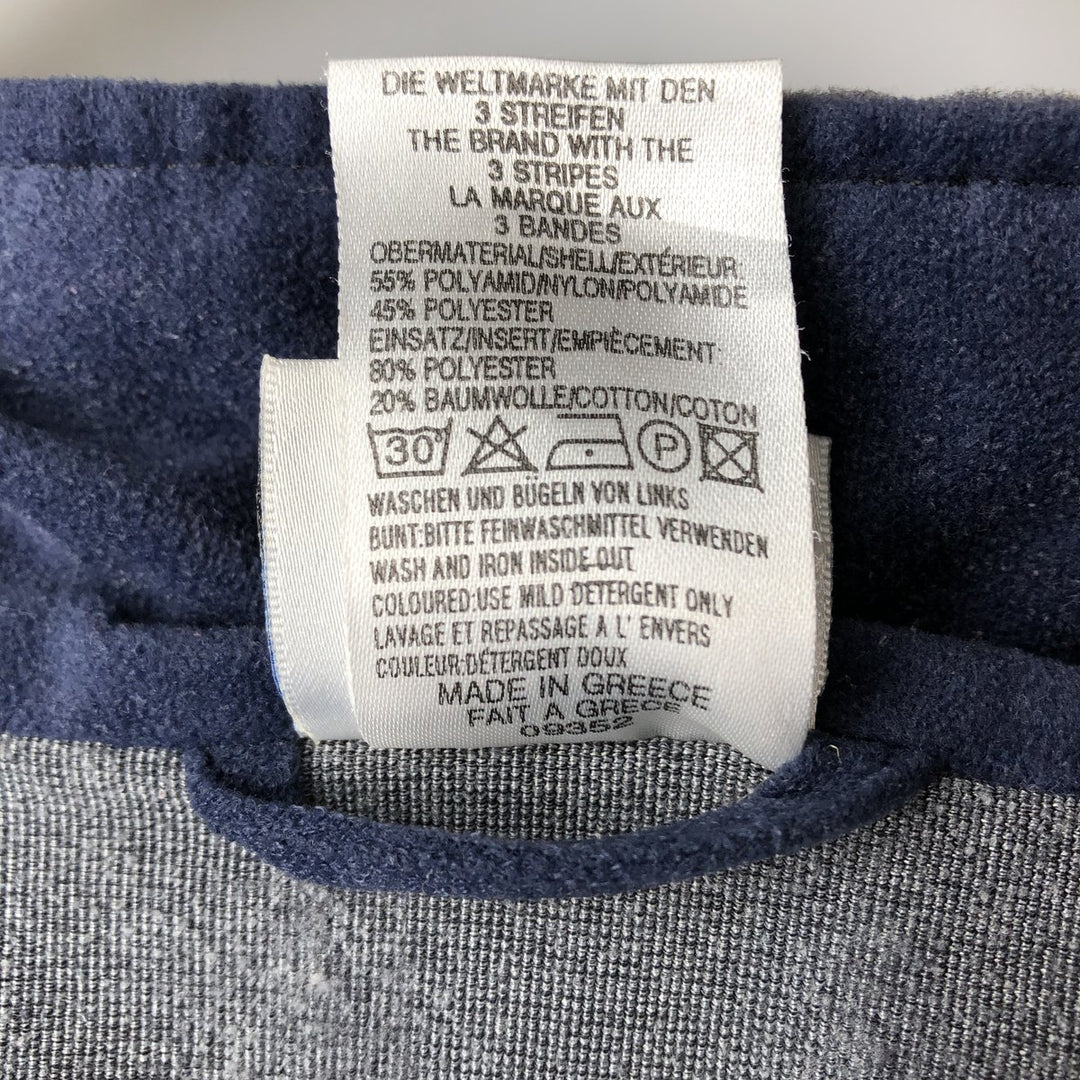 DIE WELTMARKE MIT DEN
3 STREIFEN
THE BRAND WITH THE
3 STRIPES
LA MARQUE AUX
3 BANDES
OBERMATERIAL/SHELL/EXTÉRIEUR:
55% POLYAMID/NYLON/POLYAMIDE
45% POLYESTER
EINSATZ/INSERT/EMPIÈCEMENT:
80% POLYESTER
20% BAUMWOLLE/COTTON/COTON
30° P
WASCHEN UND BÜGELN VON LINKS
BUNT:BITTE FEINWASCHMITTEL VERWENDEN
WASH AND IRON INSIDE OUT
COLOURED:USE MILD DETERGENT ONLY
LAVAGE ET REPASSAGE A L' ENVERS
COULEUR:DÉTERGENT DOUX
MADE IN GREECE
FAIT A GRECE
09352